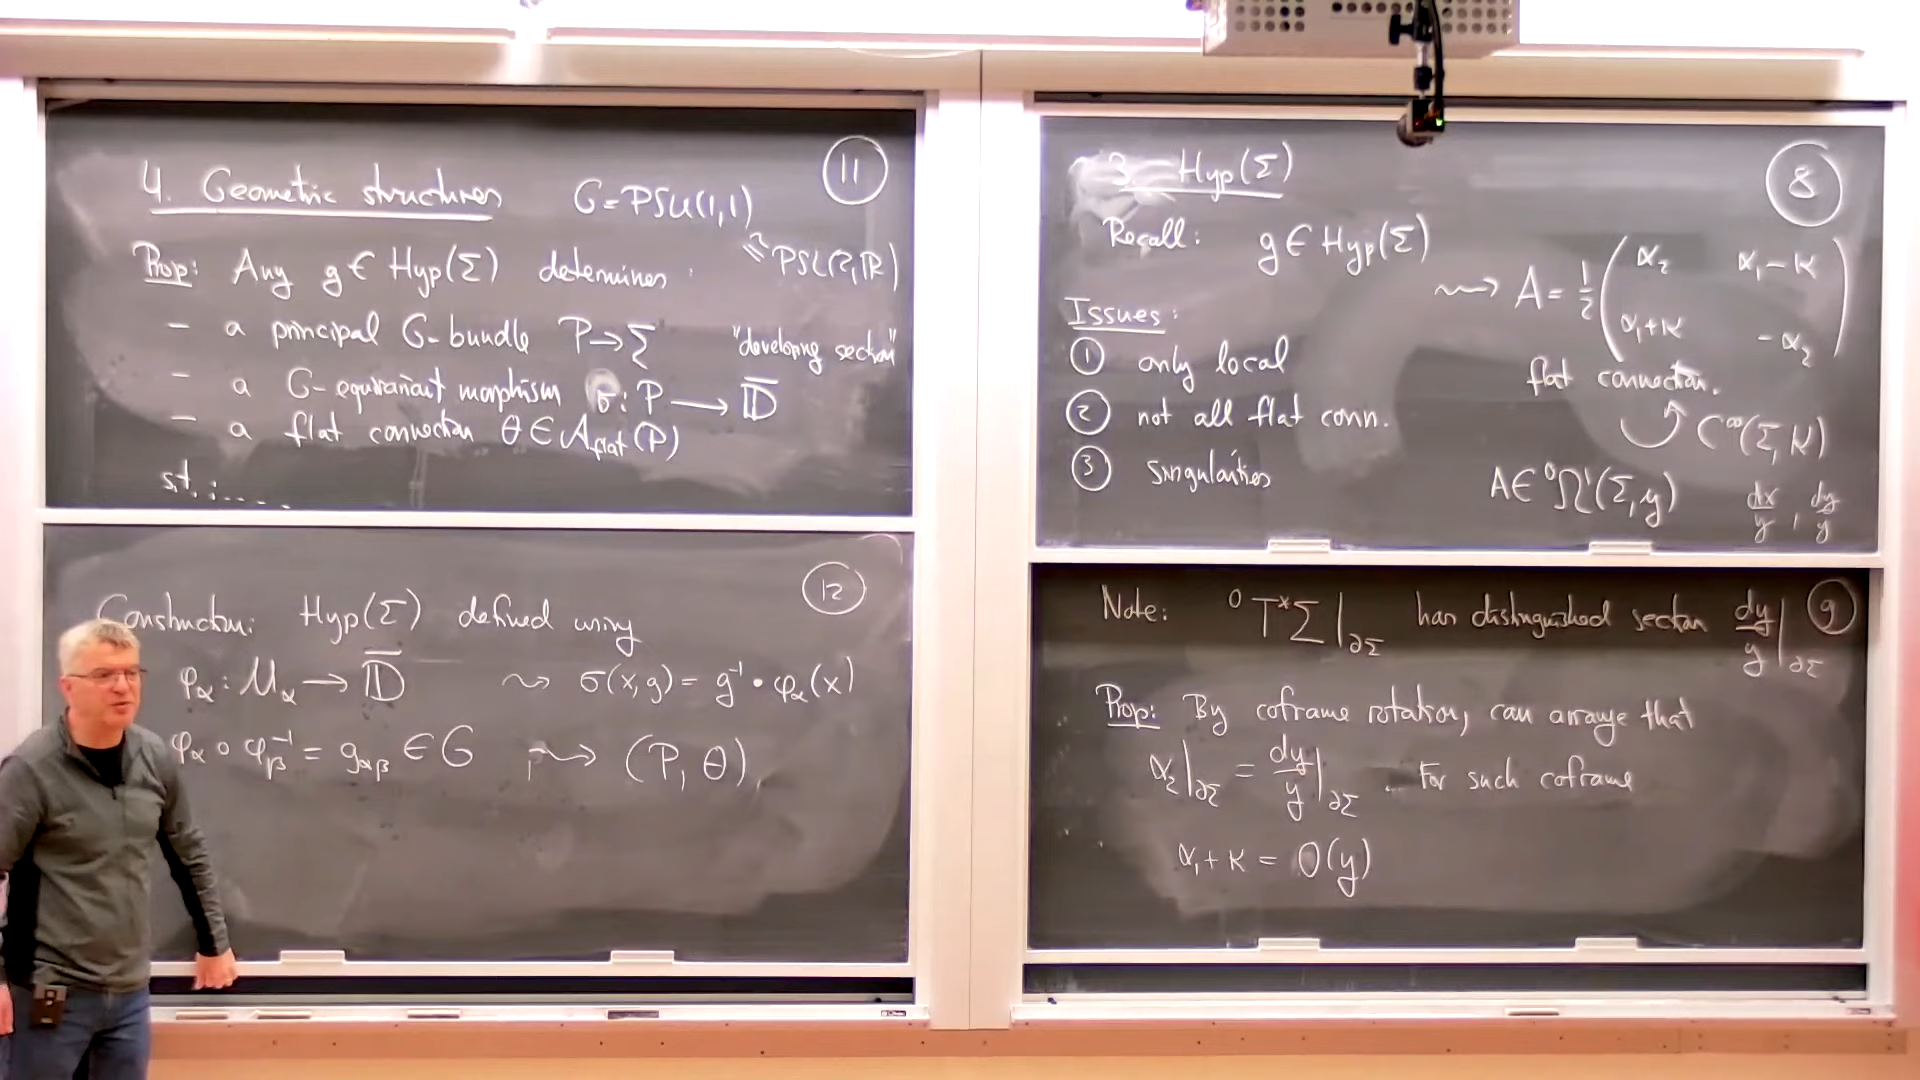 4. Geometric structures G=PSU(1,1) ⑪
≅ PSL(2,ℝ)
Prop: Any g∈Hyp(Σ) determines:
– a principal G-bundle P→Σ "developing section"
– a G-equivariant morphism σ: P ⟶ D̅
– a flat connection θ∈𝒜_flat(P)
s.t. :.....
Construction: Hyp(Σ) defined using ⑫
φ_α : U_α → D̅ ⇝ σ(x,g) = g⁻¹ • φ_α(x)
φ_α ∘ φ_β⁻¹ = g_αβ ∈ G ⇝ (P, θ),
3. Hyp(Σ) ⑧
Recall: g∈Hyp(Σ)
⇝ A = ½ ( α₂ α₁–κ
α₁+κ –α₂ )
flat connection.
Issues:
① only local
② not all flat conn.
③ singularities
C^∞(Σ, K)
A∈ ⁰Ω¹(Σ, 𝔤) dx/y , dy/y
Note: ⁰T*Σ|_∂Σ has distinguished section dy/y|_∂Σ ⑨
Prop: By coframe rotation, can arrange that
α₂|_∂Σ = dy/y|_∂Σ . For such coframe
α₁+κ = O(y)